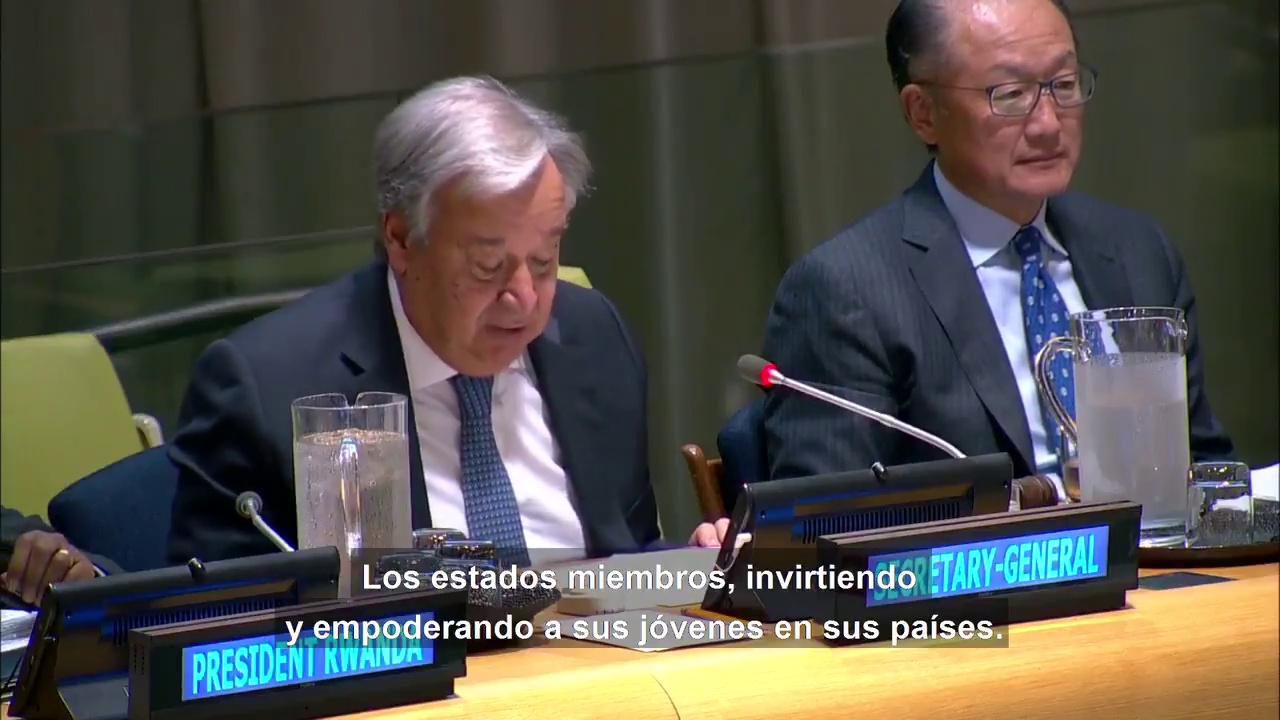 SECRETARY-GENERAL
Los estados miembros, invirtiendo
y empoderando a sus jóvenes en sus países.
PRESIDENT RWANDA